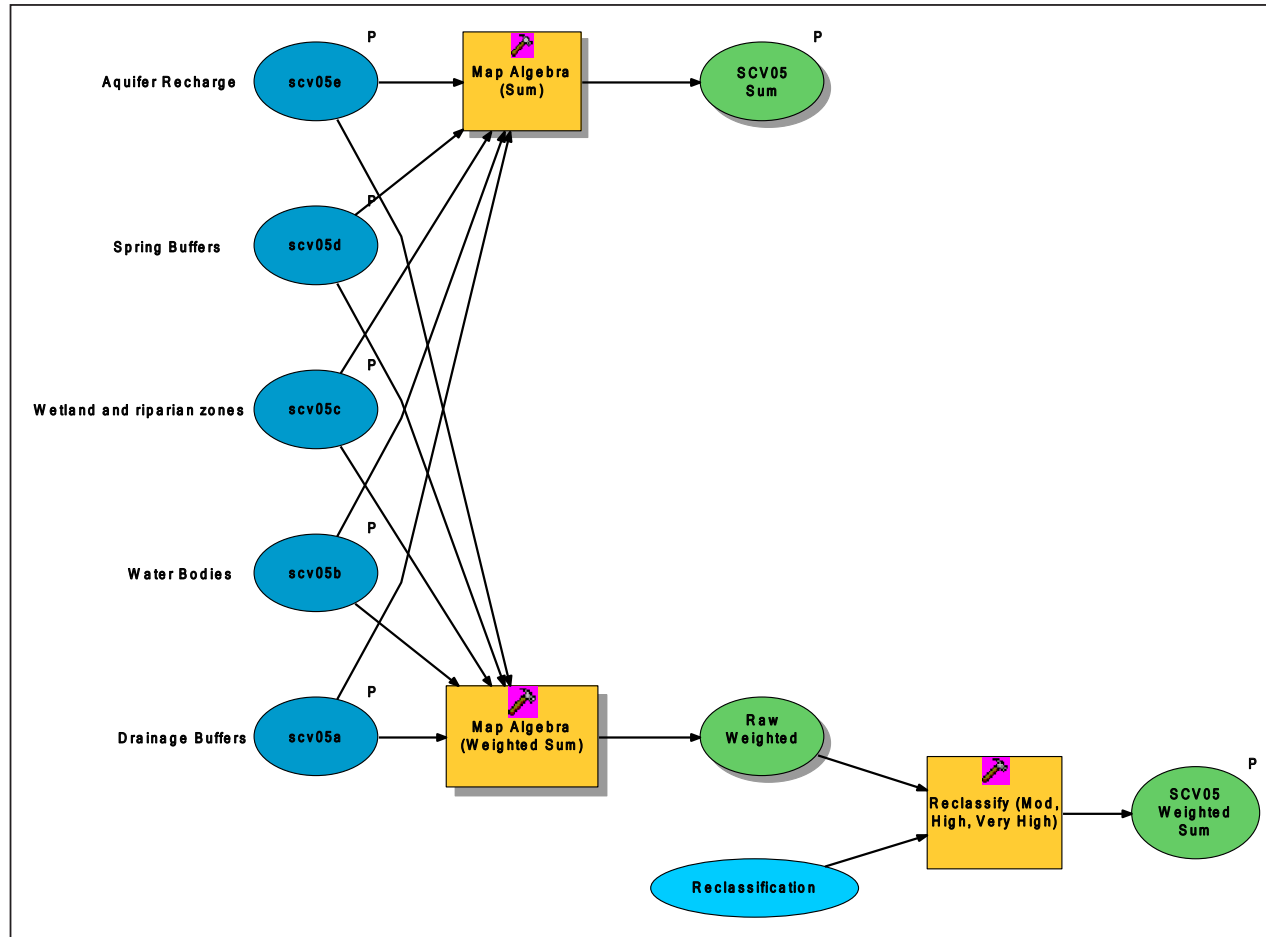 P
P
Aquifer Recharge
scv05e
Map Algebra
(Sum)
SCV05
Sum
P
Spring Buffers
scv05d
P
Wetland and riparian zones
scv05c
P
Water Bodies
scv05b
P
Drainage Buffers
scv05a
Map Algebra
(Weighted Sum)
Raw
Weighted
P
Reclassify (Mod,
High, Very High)
SCV05
Weighted
Sum
Reclassification